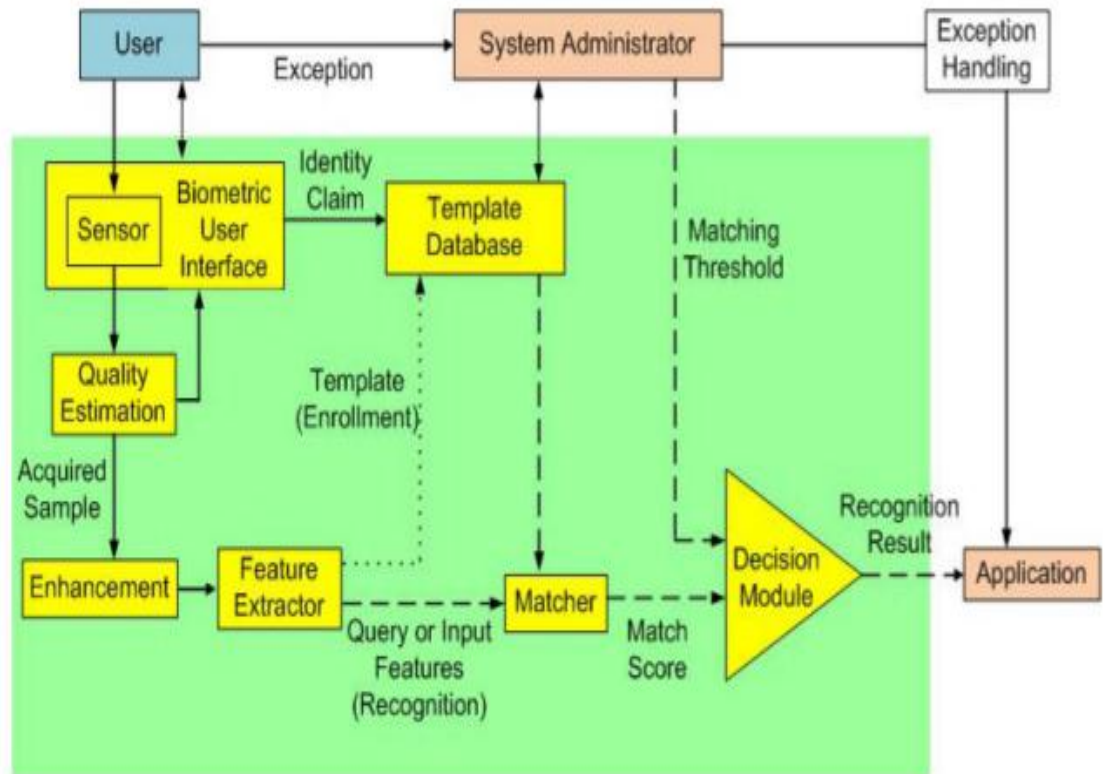 User
Exception
System Administrator
Exception
Handling
Identity
Claim
Sensor
Biometric
User
Interface
Template
Database
Matching
Threshold
Quality
Estimation
Template
(Enrollment)
Acquired
Sample
Enhancement
Feature
Extractor
Query or Input
Features
(Recognition)
Matcher
Match
Score
Decision
Module
Recognition
Result
Application